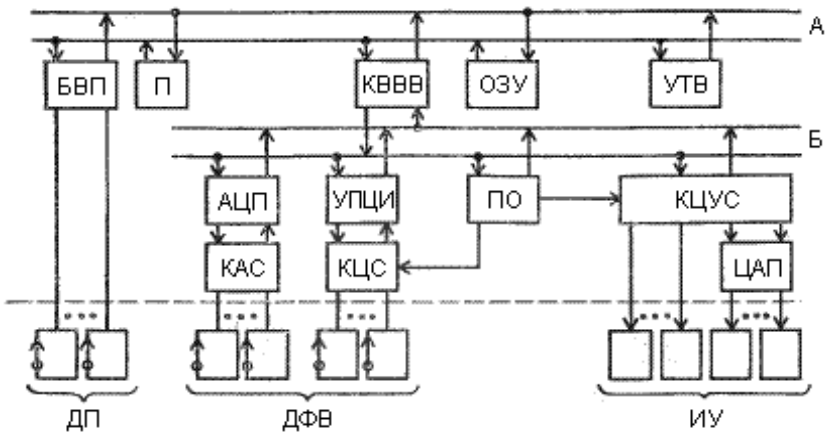 А
БВП П КВВВ ОЗУ УТВ
Б
АЦП УПЦИ ПО КЦУС
КАС КЦС ЦАП
ДП ДФВ ИУ